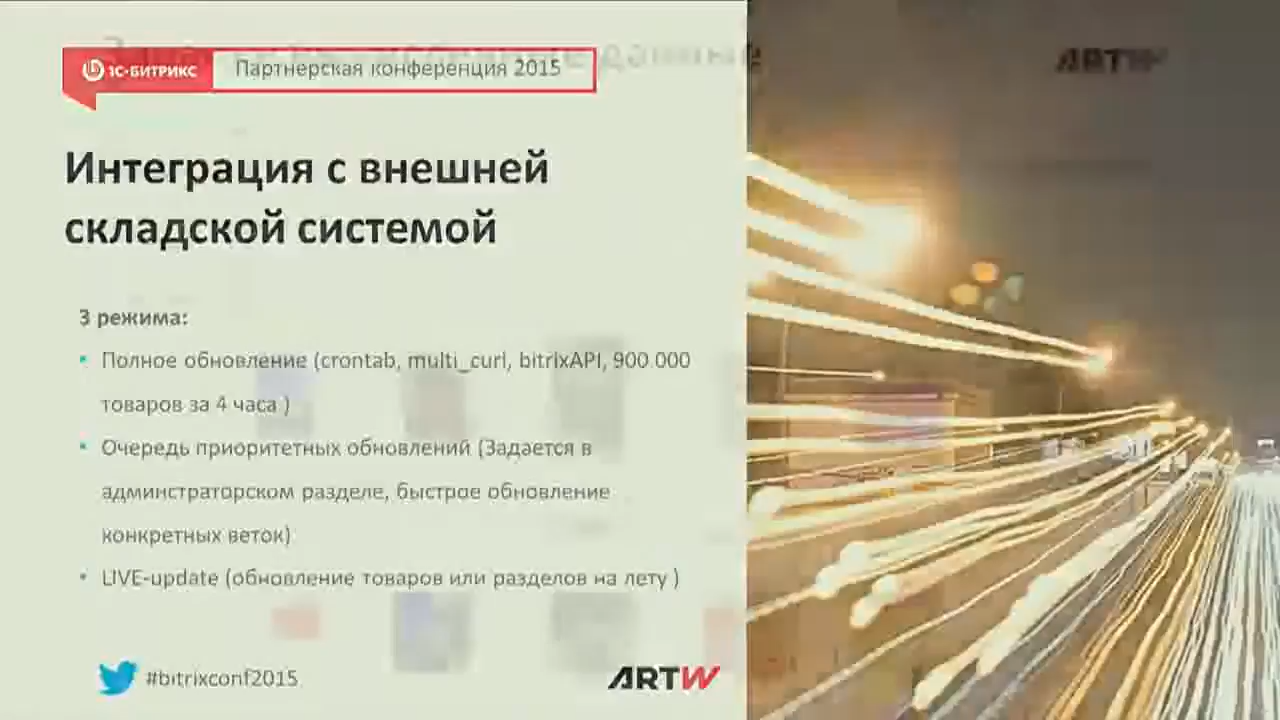 1С-БИТРИКС Партнерская конференция 2015
ARTW
Интеграция с внешней
складской системой
3 режима:
• Полное обновление (crontab, multi_curl, bitrixAPI, 900 000
товаров за 4 часа )
• Очередь приоритетных обновлений (Задается в
админстраторском разделе, быстрое обновление
конкретных веток)
• LIVE-update (обновление товаров или разделов на лету )
#bitrixconf2015
ARTW